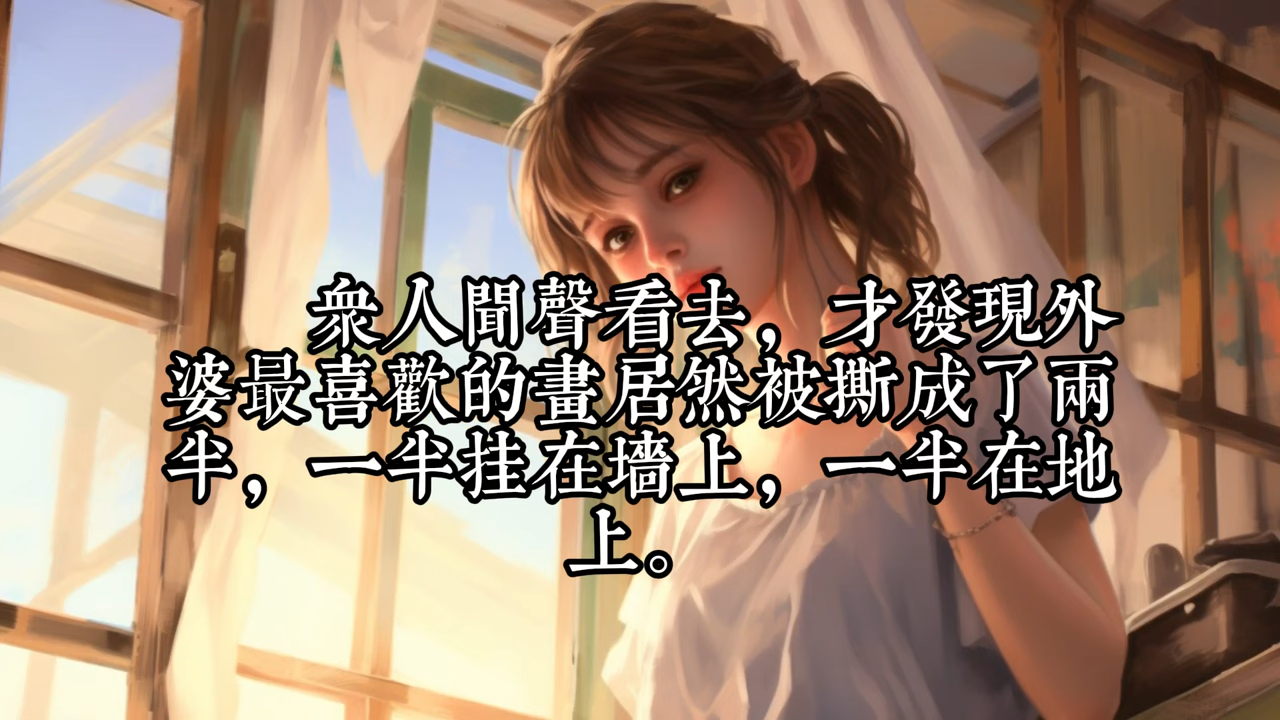 衆人聞聲看去，才發現外
婆最喜歡的畫居然被撕成了兩
半，一半挂在墻上，一半在地
上。